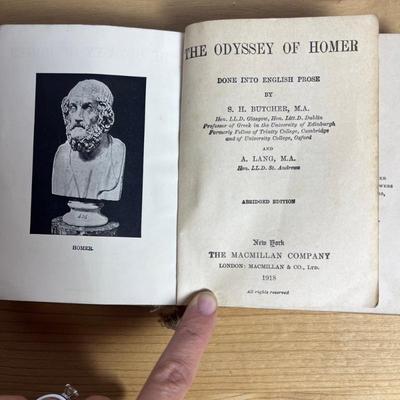 HOMER.
THE ODYSSEY OF HOMER
DONE INTO ENGLISH PROSE
BY
S. H. BUTCHER, M.A.
Hon. LL.D. Glasgow, Hon. Litt.D. Dublin
Professor of Greek in the University of Edinburgh
Formerly Fellow of Trinity College, Cambridge
and of University College, Oxford
AND
A. LANG, M.A.
Hon. LL.D. St. Andrews
ABRIDGED EDITION
New York
THE MACMILLAN COMPANY
LONDON: MACMILLAN & CO., LTD.
1918
All rights reserved